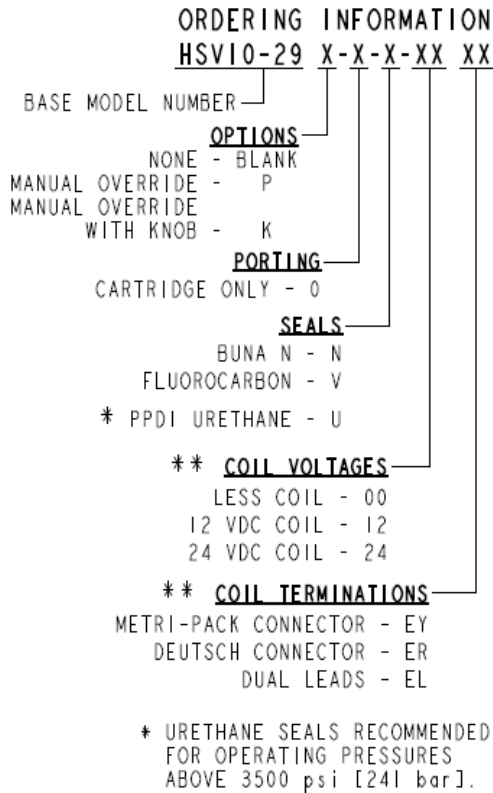 ORDERING INFORMATION
HSV10-29 X-X-X-XX XX
BASE MODEL NUMBER
OPTIONS
NONE - BLANK
MANUAL OVERRIDE - P
MANUAL OVERRIDE
WITH KNOB - K
PORTING
CARTRIDGE ONLY - 0
SEALS
BUNA N - N
FLUOROCARBON - V
* PPDI URETHANE - U
** COIL VOLTAGES
LESS COIL - 00
12 VDC COIL - 12
24 VDC COIL - 24
** COIL TERMINATIONS
METRI-PACK CONNECTOR - EY
DEUTSCH CONNECTOR - ER
DUAL LEADS - EL
* URETHANE SEALS RECOMMENDED
FOR OPERATING PRESSURES
ABOVE 3500 psi [241 bar].